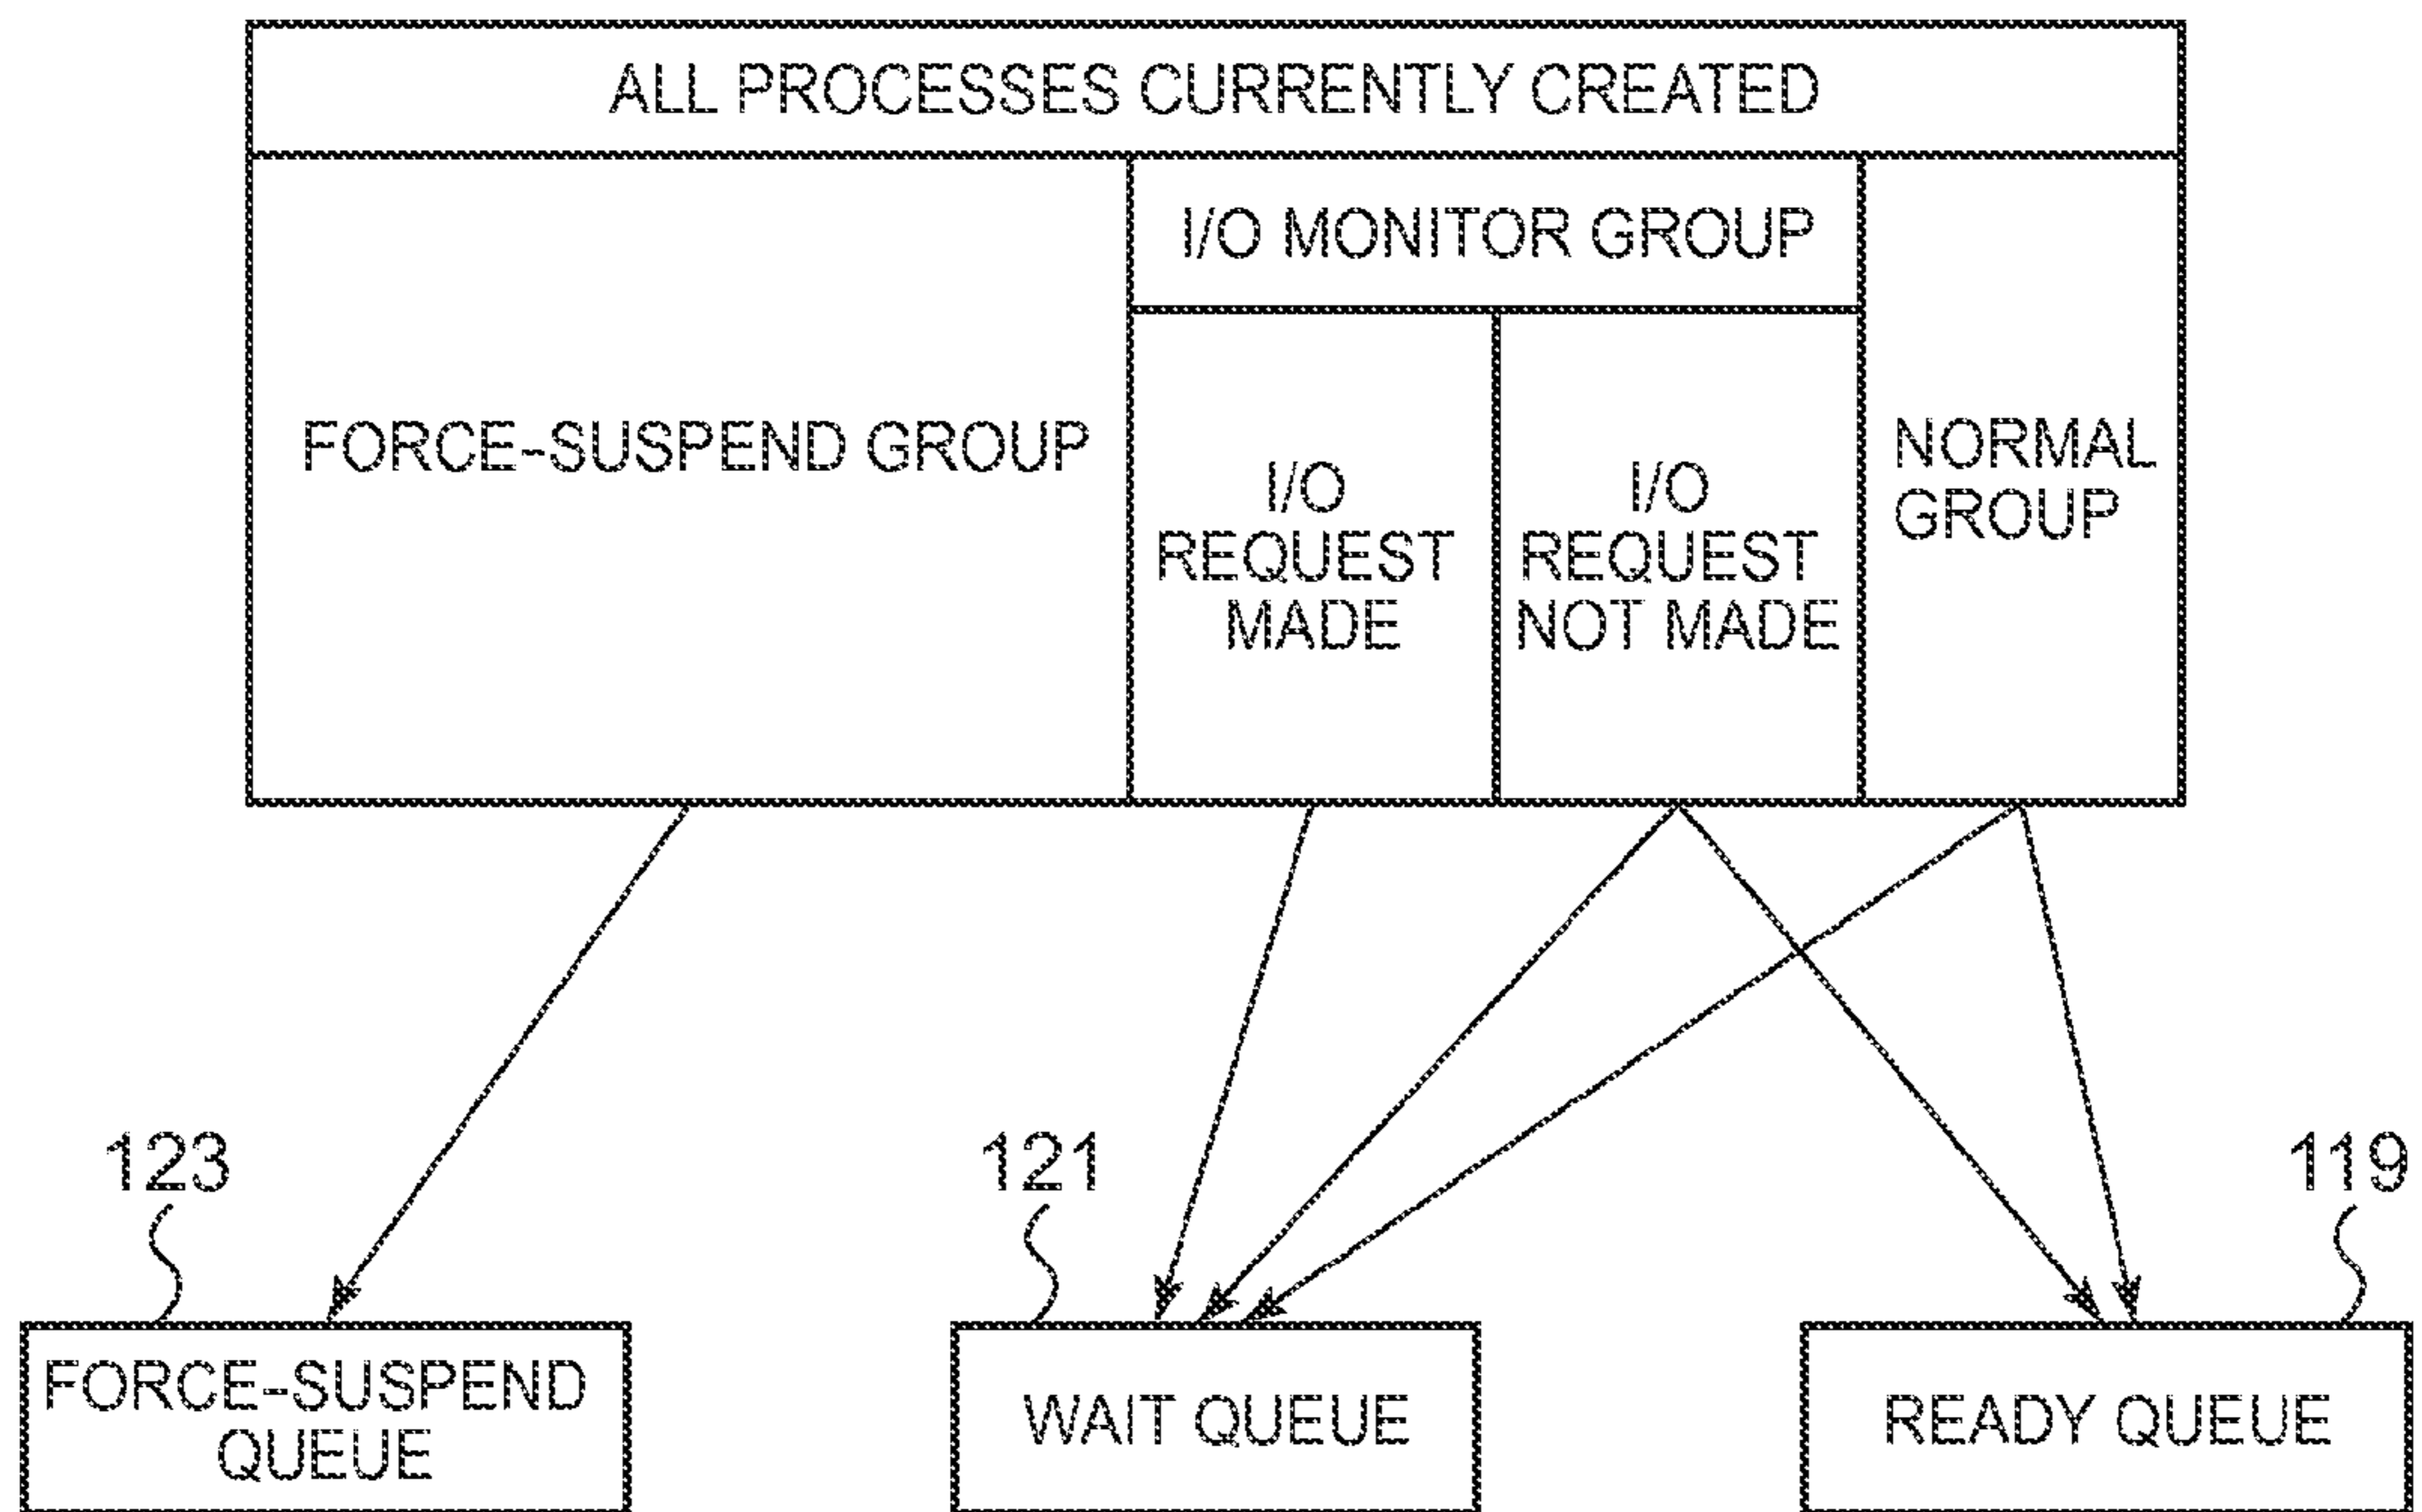 ALL PROCESSES CURRENTLY CREATED
I/O MONITOR GROUP
FORCE-SUSPEND GROUP
I/O
REQUEST
MADE
I/O
REQUEST
NOT MADE
NORMAL
GROUP
123
121
119
FORCE-SUSPEND
QUEUE
WAIT QUEUE
READY QUEUE